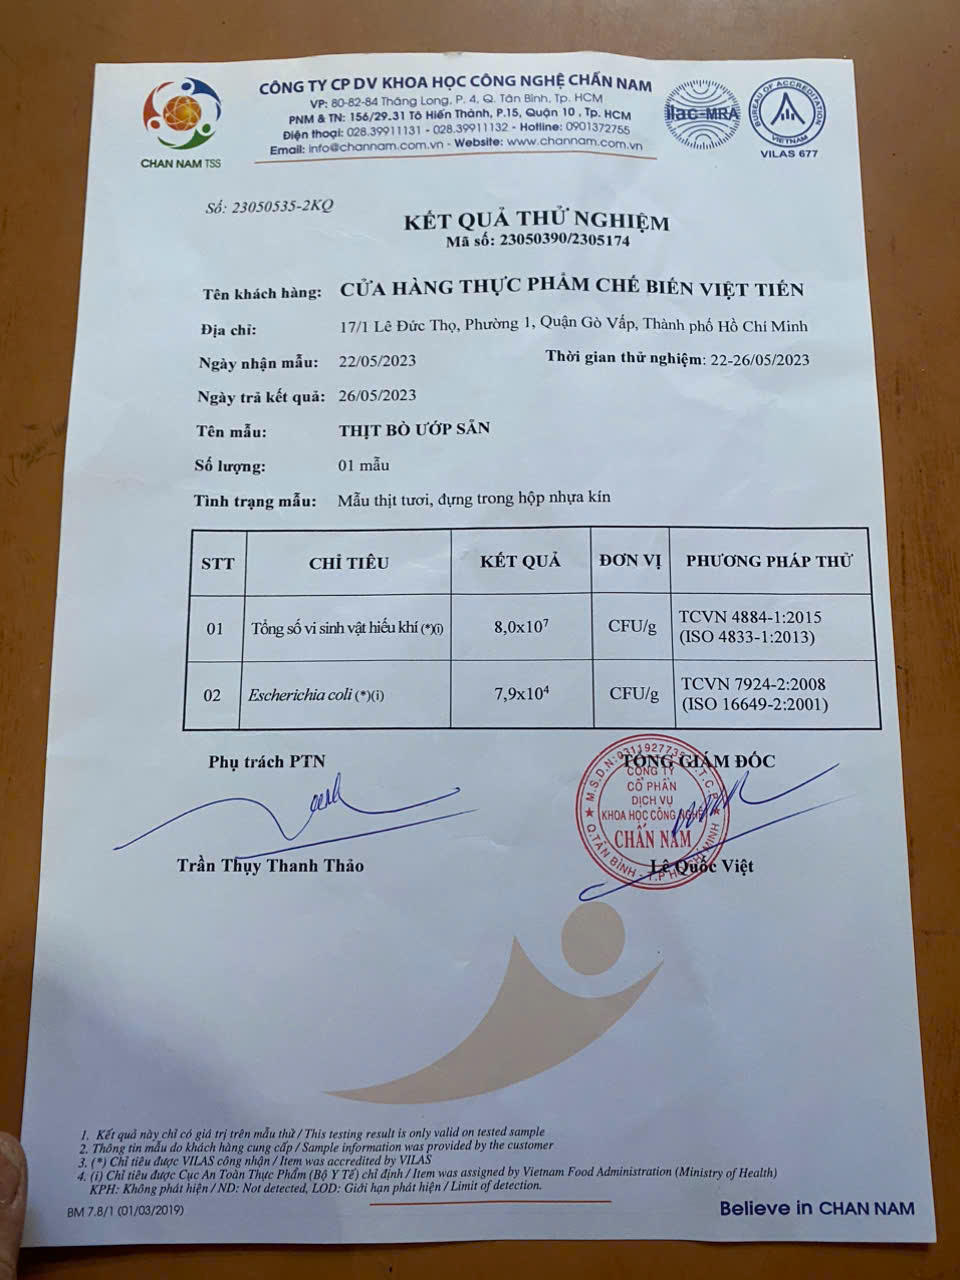 CÔNG TY CP DV KHOA HỌC CÔNG NGHỆ CHẤN NAM
VP: 80-82-84 Thăng Long, P. 4, Q. Tân Bình, Tp. HCM
PNM & TN: 156/29.31 Tô Hiến Thành, P.15, Quận 10 , Tp. HCM
Điện thoại: 028.39911131 - 028.39911132 - Hotline: 0901372755
Email: info@channam.com.vn - Website: www.channam.com.vn
CHAN NAM TSS
ilac-MRA
BUREAU OF ACCREDITATION
VIETNAM
VILAS 677
Số: 23050535-2KQ
KẾT QUẢ THỬ NGHIỆM
Mã số: 23050390/2305174
Tên khách hàng: CỬA HÀNG THỰC PHẨM CHẾ BIẾN VIỆT TIẾN
Địa chỉ: 17/1 Lê Đức Thọ, Phường 1, Quận Gò Vấp, Thành phố Hồ Chí Minh
Ngày nhận mẫu: 22/05/2023 Thời gian thử nghiệm: 22-26/05/2023
Ngày trả kết quả: 26/05/2023
Tên mẫu: THỊT BÒ ƯỚP SẴN
Số lượng: 01 mẫu
Tình trạng mẫu: Mẫu thịt tươi, đựng trong hộp nhựa kín
STT CHỈ TIÊU KẾT QUẢ ĐƠN VỊ PHƯƠNG PHÁP THỬ
01 Tổng số vi sinh vật hiếu khí (*)(i) 8,0x10⁷ CFU/g TCVN 4884-1:2015
(ISO 4833-1:2013)
02 Escherichia coli (*)(i) 7,9x10⁴ CFU/g TCVN 7924-2:2008
(ISO 16649-2:2001)
Phụ trách PTN TỔNG GIÁM ĐỐC
CÔNG TY
CỔ PHẦN
DỊCH VỤ
KHOA HỌC CÔNG NGHỆ
CHẤN NAM
Q.TÂN BÌNH - T.P HỒ CHÍ MINH
Trần Thụy Thanh Thảo Lê Quốc Việt
1. Kết quả này chỉ có giá trị trên mẫu thử / This testing result is only valid on tested sample
2. Thông tin mẫu do khách hàng cung cấp / Sample information was provided by the customer
3. (*) Chỉ tiêu được VILAS công nhận / Item was accredited by VILAS
4. (i) Chỉ tiêu được Cục An Toàn Thực Phẩm (Bộ Y Tế) chỉ định / Item was assigned by Vietnam Food Administration (Ministry of Health)
KPH: Không phát hiện / ND: Not detected, LOD: Giới hạn phát hiện / Limit of detection.
BM 7.8/1 (01/03/2019)
Believe in CHAN NAM